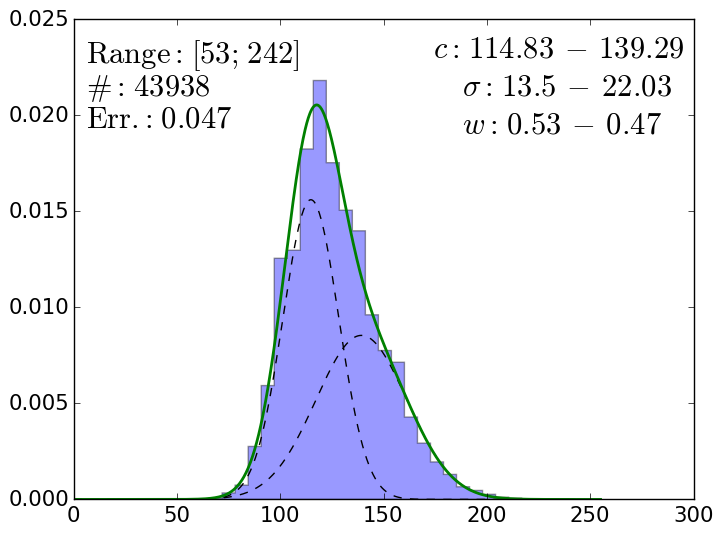 0.025
0.020
0.015
0.010
0.005
0.000
Range: [53; 242]
#: 43938
Err.: 0.047
c: 114.83 − 139.29
σ: 13.5 − 22.03
w: 0.53 − 0.47
0 50 100 150 200 250 300